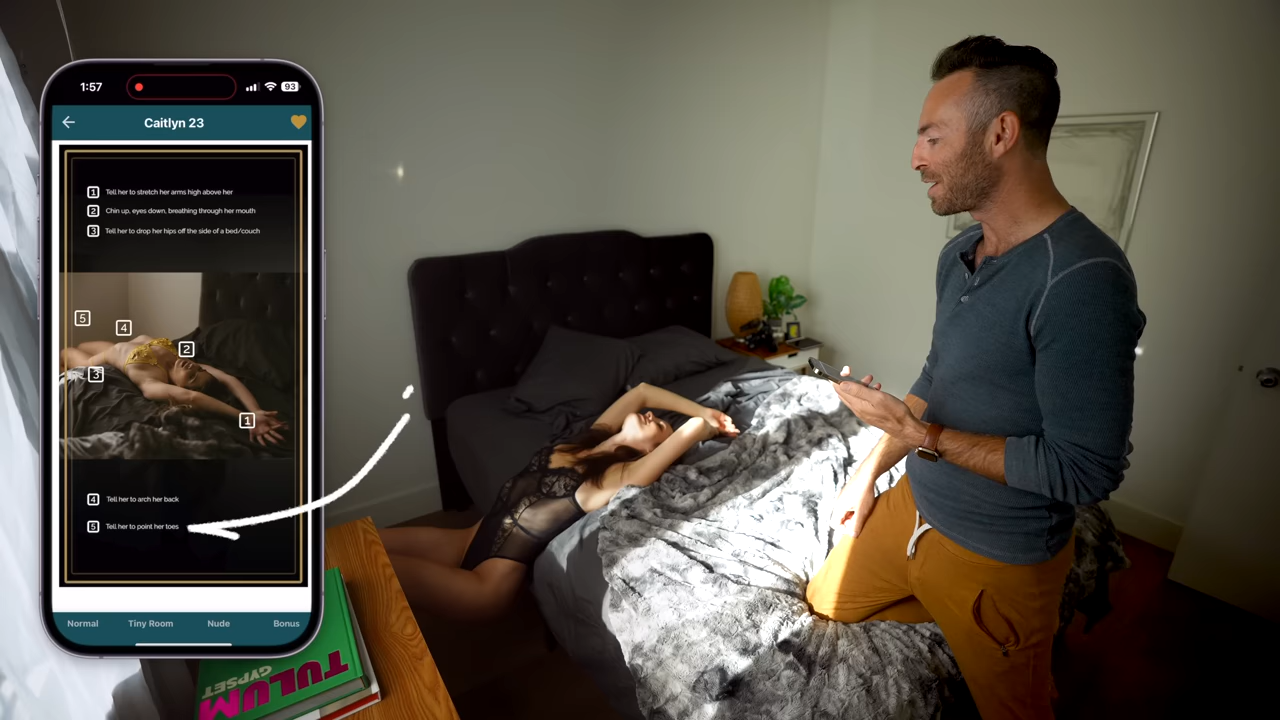 1:57
93
Caitlyn 23
1 Tell her to stretch her arms high above her
2 Chin up, eyes down, breathing through her mouth
3 Tell her to drop her hips off the side of a bed/couch
5
4
2
3
1
4 Tell her to arch her back
5 Tell her to point her toes
Normal Tiny Room Nude Bonus
TULUM
GYPSET